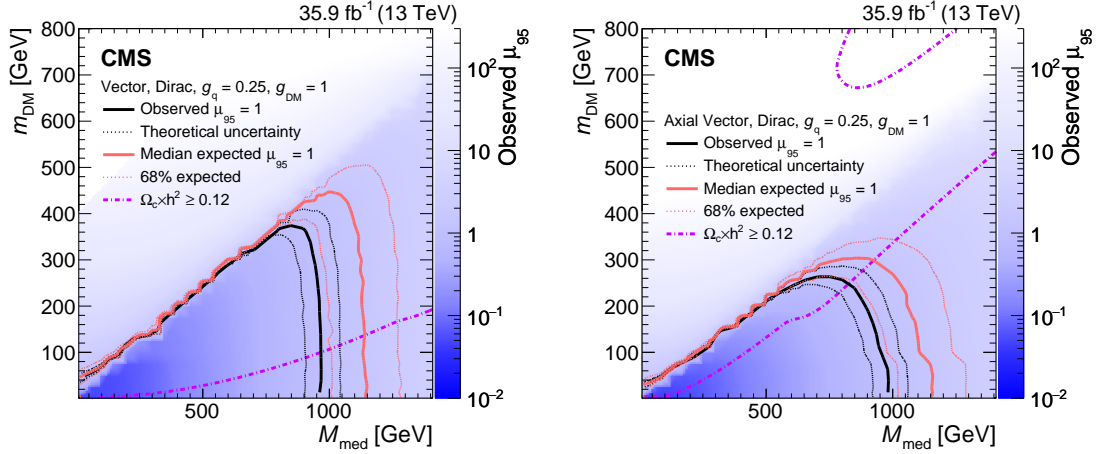 35.9 fb⁻¹ (13 TeV)
CMS
Vector, Dirac, g_q = 0.25, g_DM = 1
Observed μ_95 = 1
Theoretical uncertainty
Median expected μ_95 = 1
68% expected
Ω_c×h² ≥ 0.12
m_DM [GeV]
800
700
600
500
400
300
200
100
500
1000
M_med [GeV]
Observed μ_95
10²
10
1
10⁻¹
10⁻²
35.9 fb⁻¹ (13 TeV)
CMS
Axial Vector, Dirac, g_q = 0.25, g_DM = 1
Observed μ_95 = 1
Theoretical uncertainty
Median expected μ_95 = 1
68% expected
Ω_c×h² ≥ 0.12
m_DM [GeV]
800
700
600
500
400
300
200
100
500
1000
M_med [GeV]
Observed μ_95
10²
10
1
10⁻¹
10⁻²